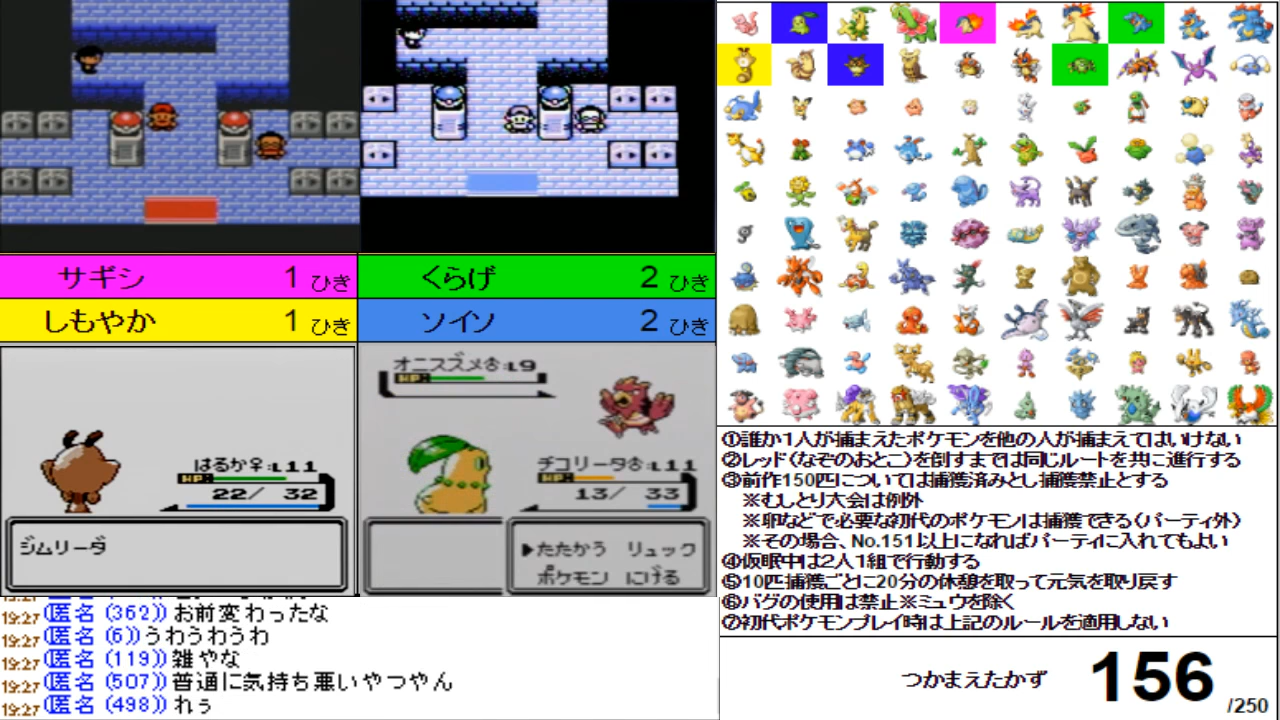 サギシ 1 ひき
くらげ 2 ひき
しもやか 1 ひき
ソイソ 2 ひき
はるか♀:L11
HP
22/ 32
ジムリーダ
オニスズメ♂:L9
HP
チコリータ♂:L11
HP
13/ 33
▶たたかう リュック
ポケモン にげる
19:27 (匿名 (362)) お前変わったな
19:27 (匿名 (6)) うわうわうわ
19:27 (匿名 (119)) 雑やな
19:27 (匿名 (507)) 普通に気持ち悪いやつやん
19:27 (匿名 (498)) れぅ
①誰か1人が捕まえたポケモンを他の人が捕まえてはいけない
②レッド(なぞのおとこ)を倒すまでは同じルートを共に進行する
③前作150匹については捕獲済みとし捕獲禁止とする
※むしとり大会は例外
※卵などで必要な初代のポケモンは捕獲できる(パーティ外)
※その場合、No.151以上になればパーティに入れてもよい
④仮眠中は2人1組で行動する
⑤10匹捕獲ごとに20分の休憩を取って元気を取り戻す
⑥バグの使用は禁止※ミュウを除く
⑦初代ポケモンプレイ時は上記のルールを適用しない
つかまえたかず 156 /250